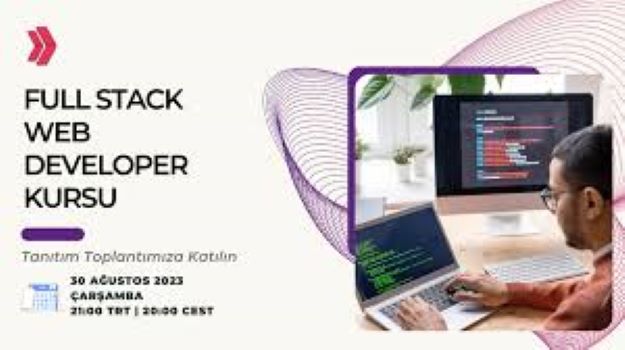 FULL STACK
WEB
DEVELOPER
KURSU
Tanıtım Toplantımıza Katılın
30 AĞUSTOS 2023
ÇARŞAMBA
21:00 TRT | 20:00 CEST